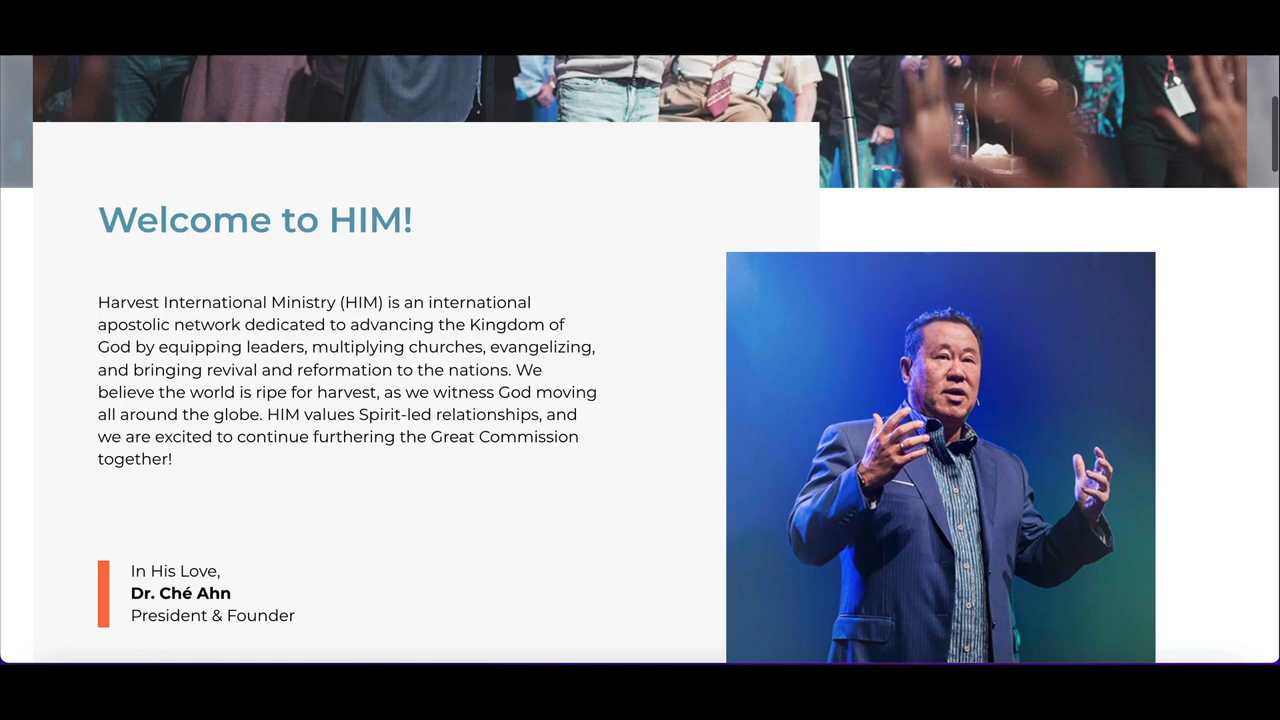 Welcome to HIM!
Harvest International Ministry (HIM) is an international
apostolic network dedicated to advancing the Kingdom of
God by equipping leaders, multiplying churches, evangelizing,
and bringing revival and reformation to the nations. We
believe the world is ripe for harvest, as we witness God moving
all around the globe. HIM values Spirit-led relationships, and
we are excited to continue furthering the Great Commission
together!
In His Love,
Dr. Ché Ahn
President & Founder